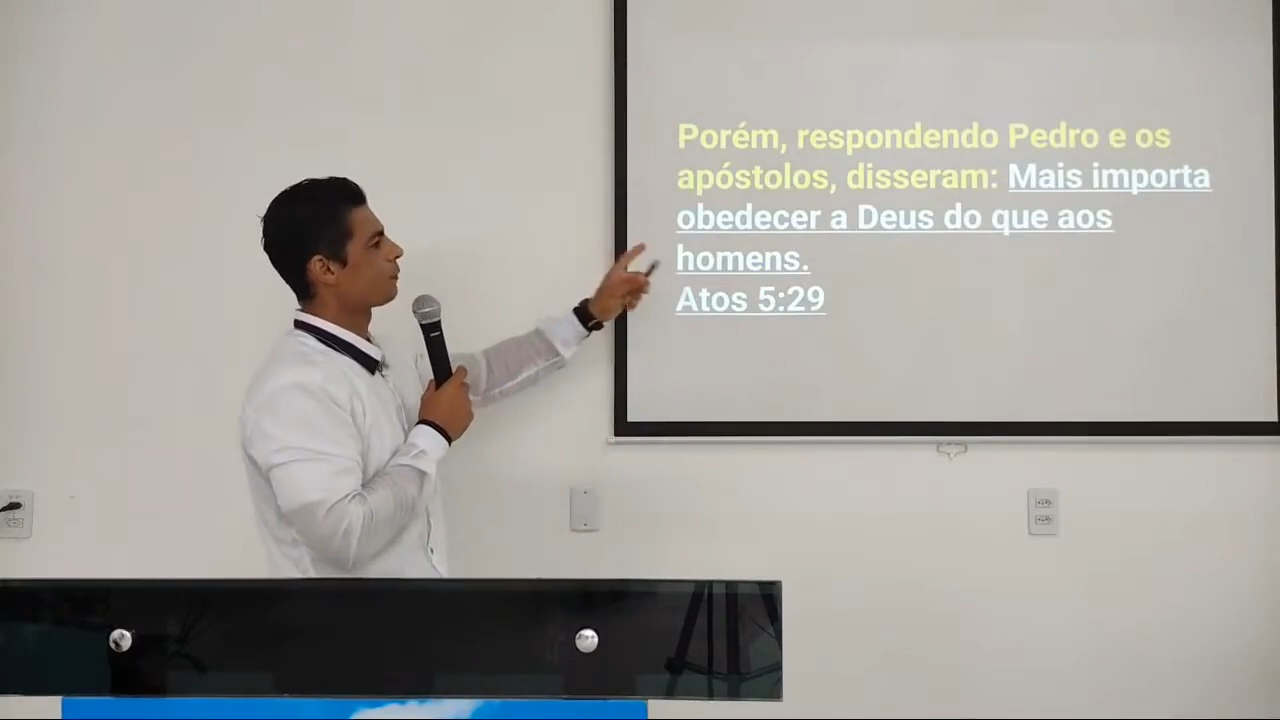 Porém, respondendo Pedro e os
apóstolos, disseram: Mais importa
obedecer a Deus do que aos
homens.
Atos 5:29